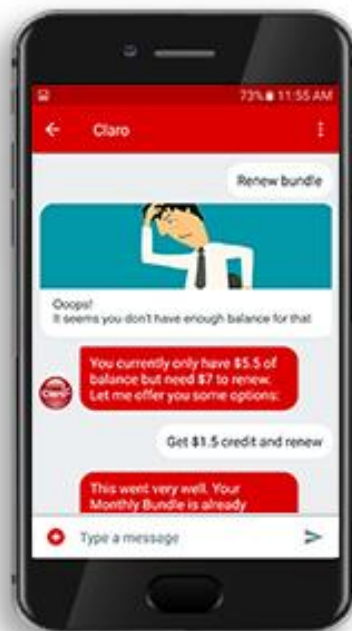 73% 11:55 AM
Claro
Renew bundle
Ooops!
It seems you don't have enough balance for that
You currently only have $5.5 of
balance but need $7 to renew.
Let me offer you some options:
Claro
Get $1.5 credit and renew
This went very well. Your
Monthly Bundle is already
Type a message